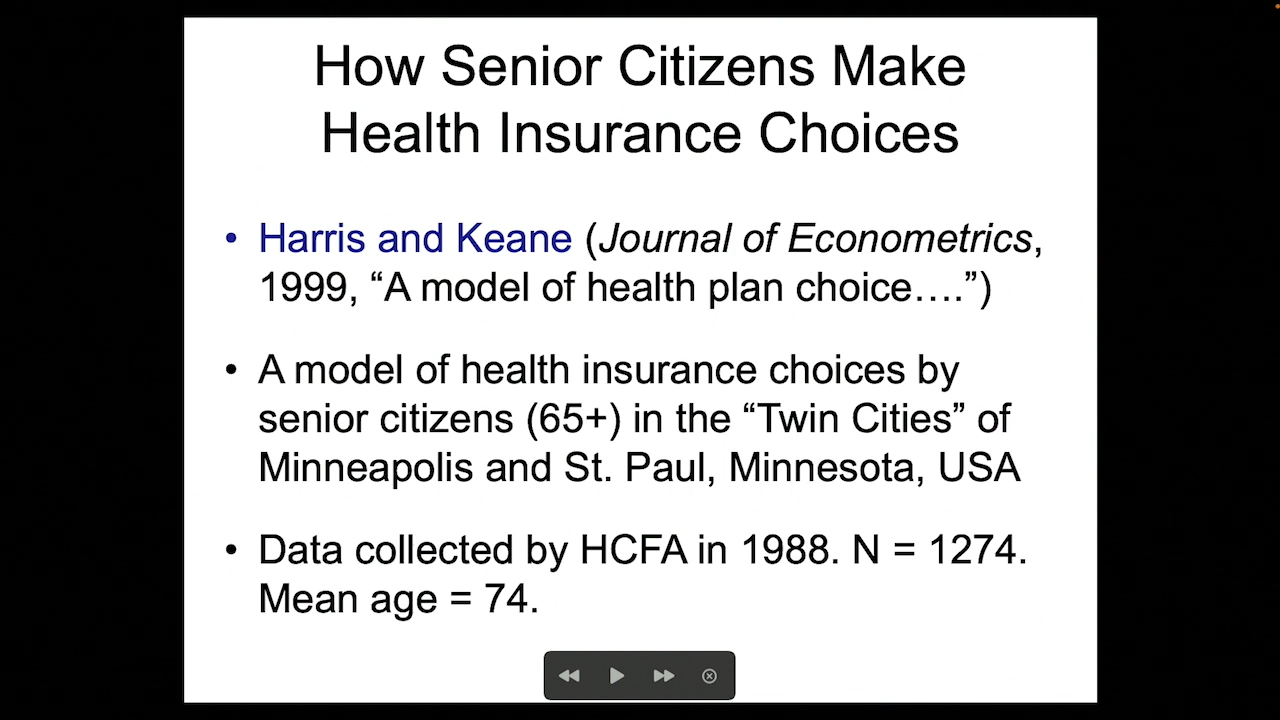 How Senior Citizens Make
Health Insurance Choices
• Harris and Keane (Journal of Econometrics,
1999, “A model of health plan choice….”)
• A model of health insurance choices by
senior citizens (65+) in the “Twin Cities” of
Minneapolis and St. Paul, Minnesota, USA
• Data collected by HCFA in 1988. N = 1274.
Mean age = 74.